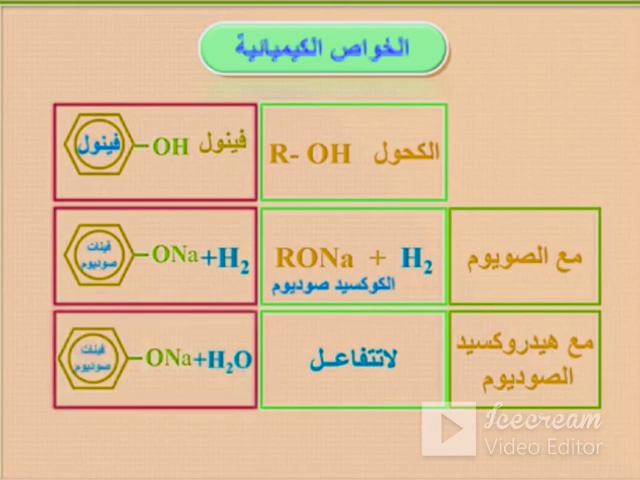 الخواص الكيميائية
الكحول R- OH
فينول OH فينول
مع الصويوم
RONa + H₂
الكوكسيد صوديوم
ONa+H₂
فينات
صوديوم
مع هيدروكسيد
الصوديوم
لاتتفاعل
ONa+H₂O
فينات
صوديوم
Icecream
Video Editor